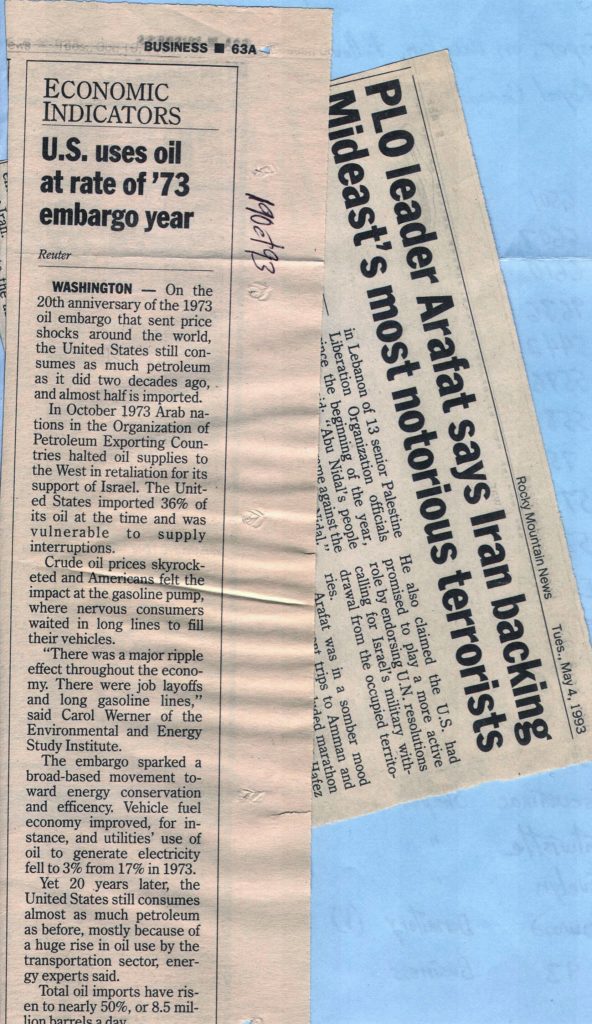 BUSINESS ■ 63A
ECONOMIC
INDICATORS
U.S. uses oil
at rate of '73
embargo year
Reuter
WASHINGTON — On the
20th anniversary of the 1973
oil embargo that sent price
shocks around the world,
the United States still con-
sumes as much petroleum
as it did two decades ago,
and almost half is imported.
In October 1973 Arab na-
tions in the Organization of
Petroleum Exporting Coun-
tries halted oil supplies to
the West in retaliation for its
support of Israel. The Unit-
ed States imported 36% of
its oil at the time and was
vulnerable to supply
interruptions.
Crude oil prices skyrock-
eted and Americans felt the
impact at the gasoline pump,
where nervous consumers
waited in long lines to fill
their vehicles.
"There was a major ripple
effect throughout the econo-
my. There were job layoffs
and long gasoline lines,"
said Carol Werner of the
Environmental and Energy
Study Institute.
The embargo sparked a
broad-based movement to-
ward energy conservation
and efficency. Vehicle fuel
economy improved, for in-
stance, and utilities' use of
oil to generate electricity
fell to 3% from 17% in 1973.
Yet 20 years later, the
United States still consumes
almost as much petroleum
as before, mostly because of
a huge rise in oil use by the
transportation sector, ener-
gy experts said.
Total oil imports have ris-
en to nearly 50%, or 8.5 mil-
lion barrels a day
Rocky Mountain News Tues., May 4, 1993
PLO leader Arafat says Iran backing
Mideast's most notorious terrorists
in Lebanon of 13 senior Palestine
Liberation Organization officials
since the beginning of the year,
"Abu Nidal's people
against the
Nidal,"
He also claimed the U.S. had
promised to play a more active
role by endorsing U.N. resolutions
calling for Israel's military with-
drawal from the occupied territo-
ries.
Arafat was in a somber mood
trips to Amman and
marathon
Hafez